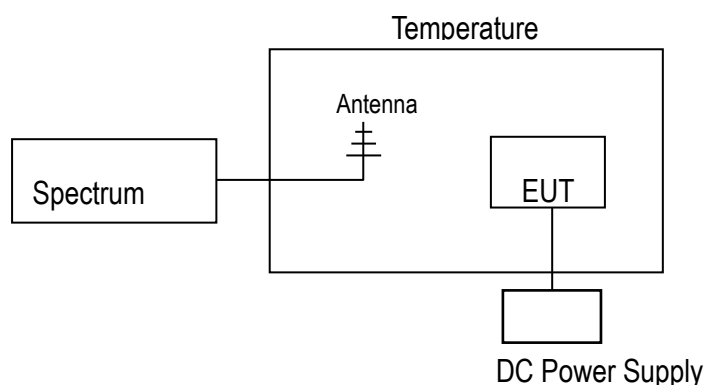 Temperature
Antenna
Spectrum
EUT
DC Power Supply